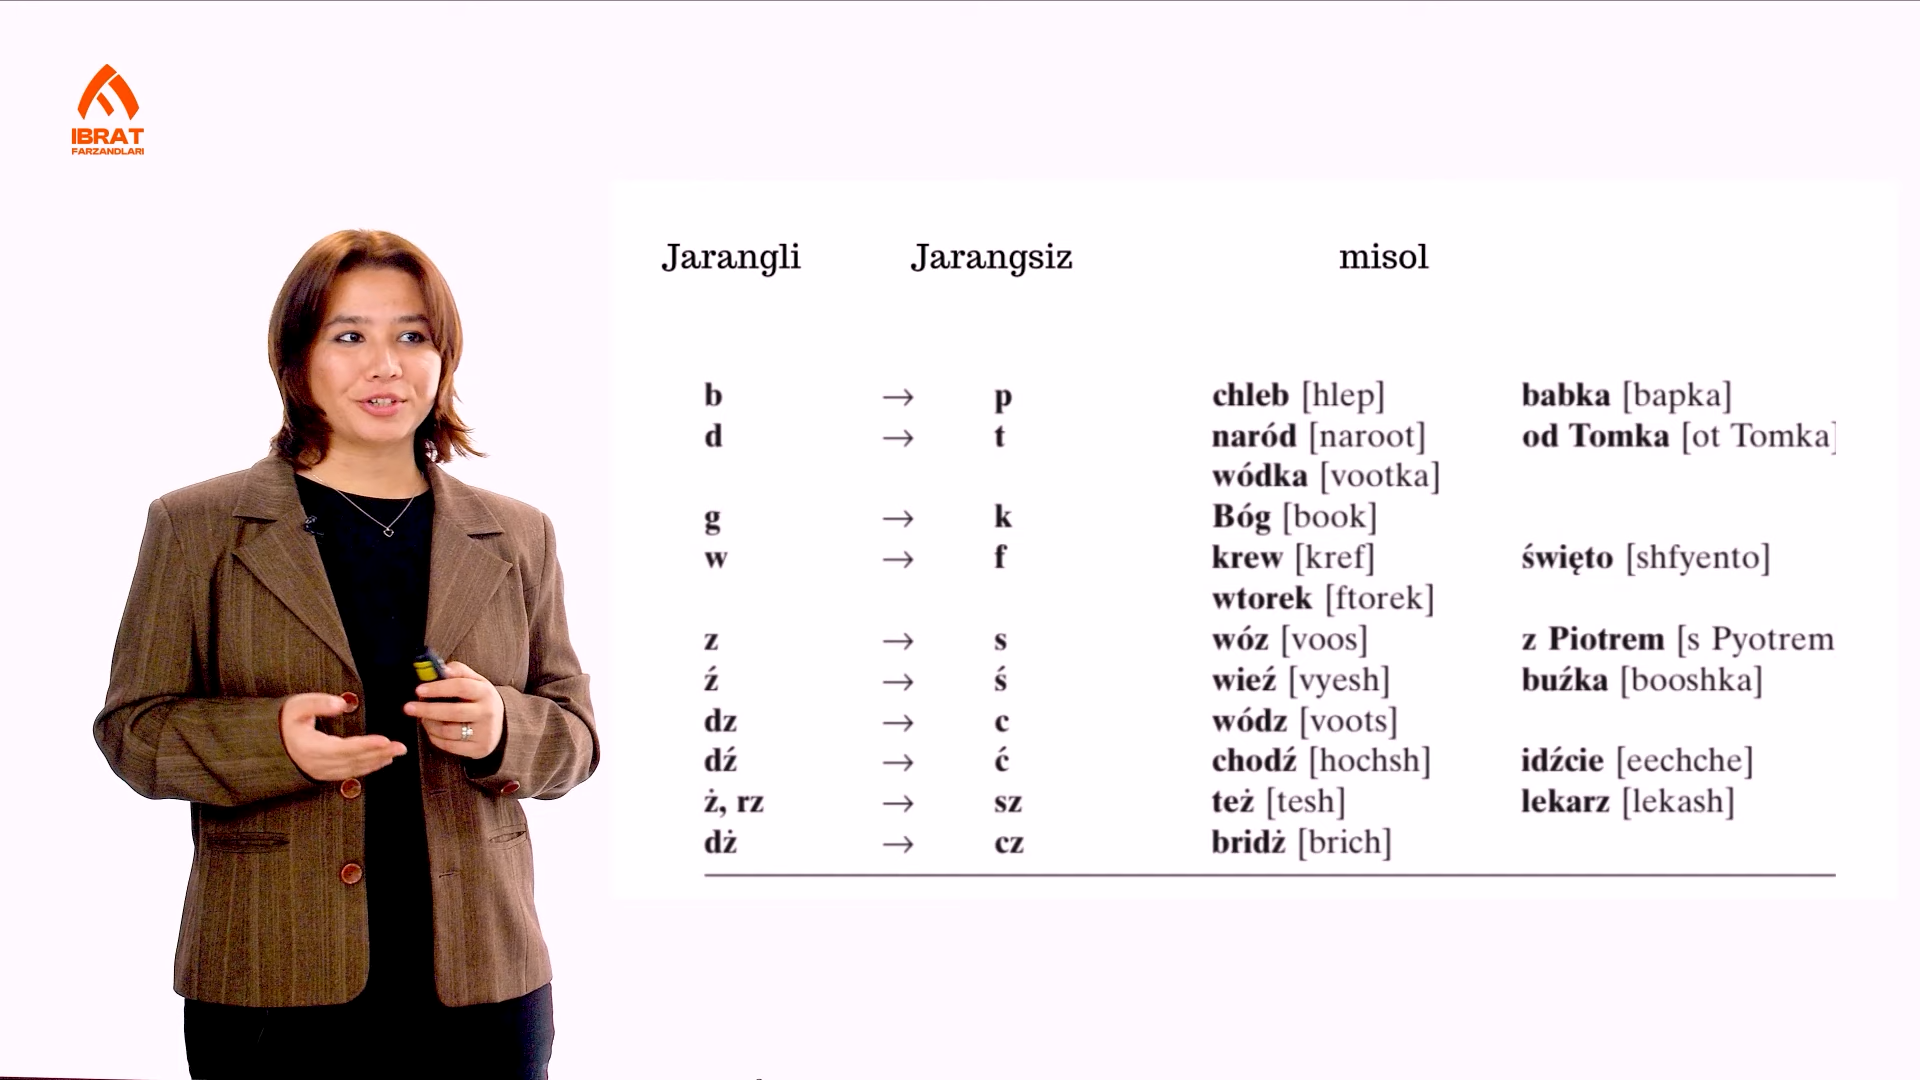 IBRAT
FARZANDLARI
Jarangli Jarangsiz misol
b → p chleb [hlep] babka [bapka]
d → t naród [naroot] od Tomka [ot Tomka]
wódka [vootka]
g → k Bóg [book]
w → f krew [kref] święto [shfyento]
wtorek [ftorek]
z → s wóz [voos] z Piotrem [s Pyotrem
ź → ś wieź [vyesh] buźka [booshka]
dz → c wódz [voots]
dź → ć chodź [hochsh] idźcie [eechche]
ż, rz → sz też [tesh] lekarz [lekash]
dż → cz bridż [brich]